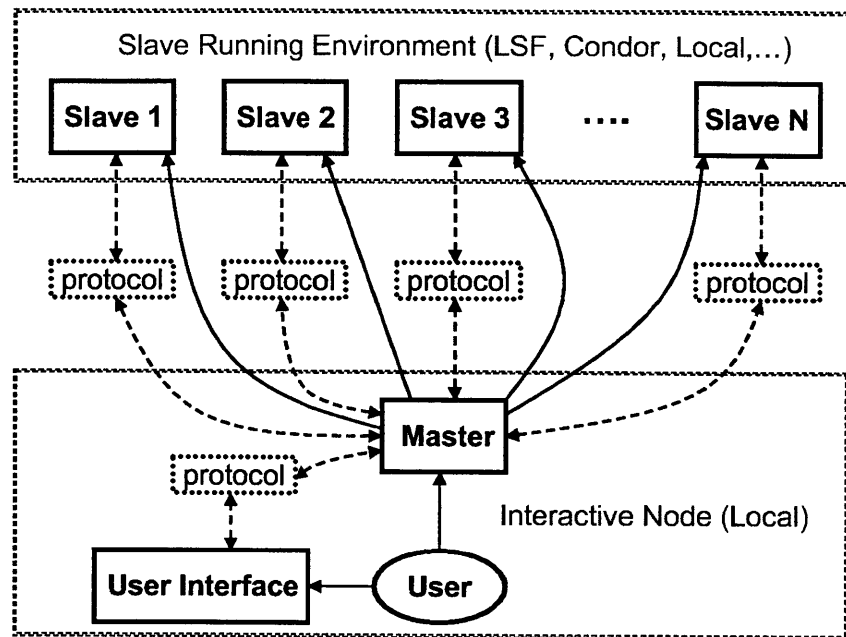 Slave Running Environment (LSF, Condor, Local,...)
Slave 1
Slave 2
Slave 3
....
Slave N
protocol
protocol
protocol
protocol
Master
protocol
Interactive Node (Local)
User Interface
User